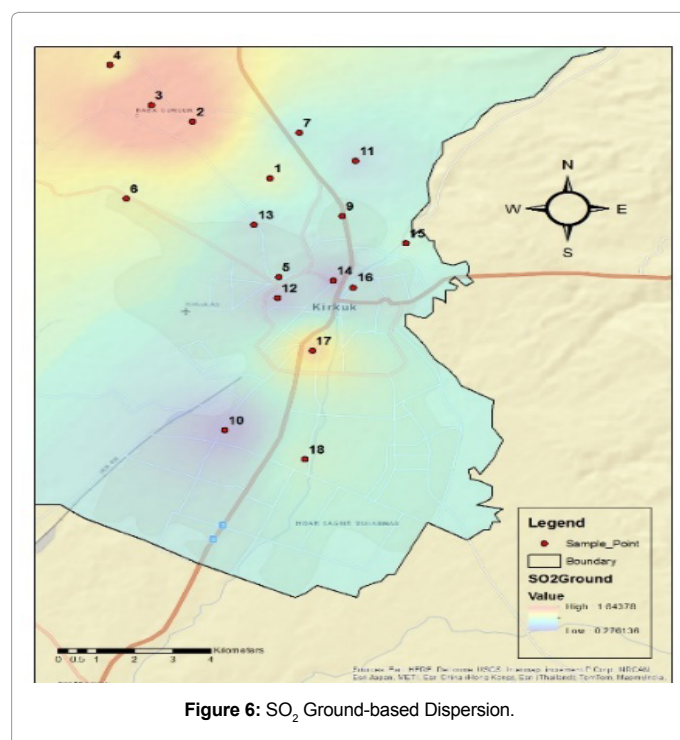 4
3
2
7
11
1
6
9
13
15
5
14
16
12
Kirkuk
17
10
18
N
W E
S
Legend
Sample_Point
Boundary
SO2Ground
Value
High 1.64378
Low 0.276136
0 0.5 1 2 3 4
Kilometers
Figure 6: SO₂ Ground-based Dispersion.